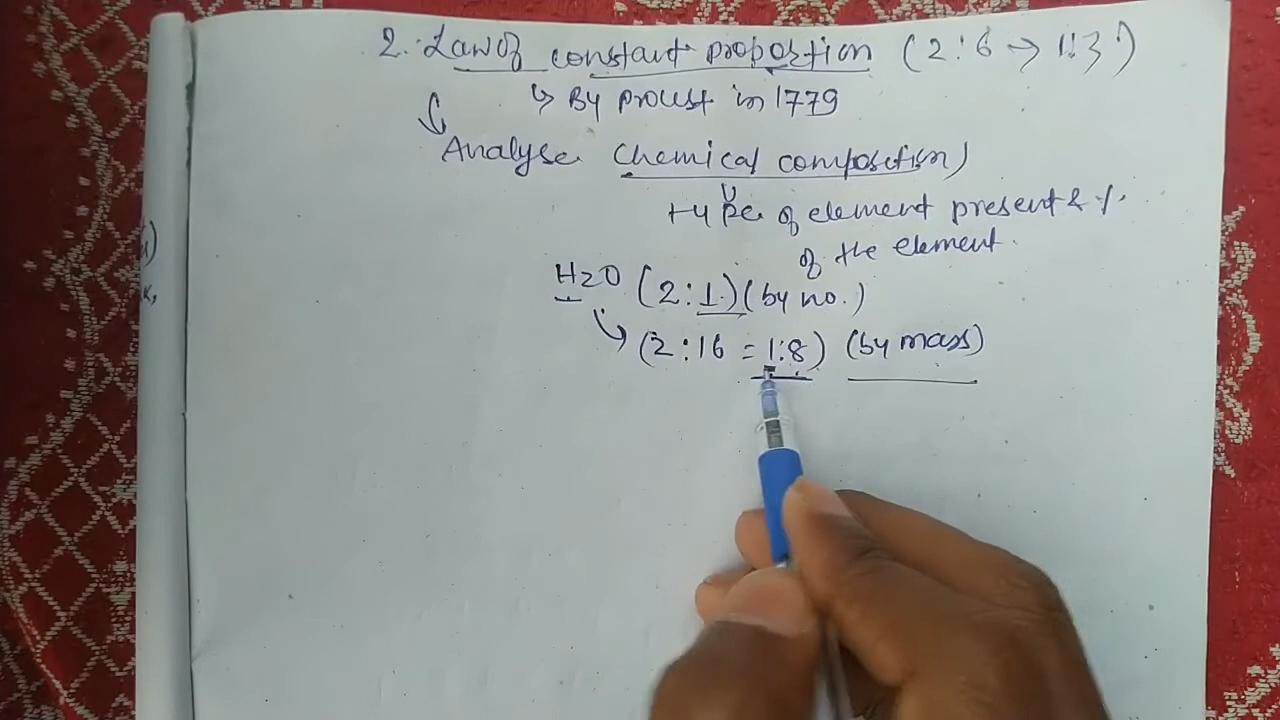 2. Law of constant proportion (2:6 → 1:3)
↳ By proust in 1779
Analyse chemical composition
type of element present & %
of the element.
H2O (2:1) (by no.)
↳ (2:16 = 1:8) (by mass)